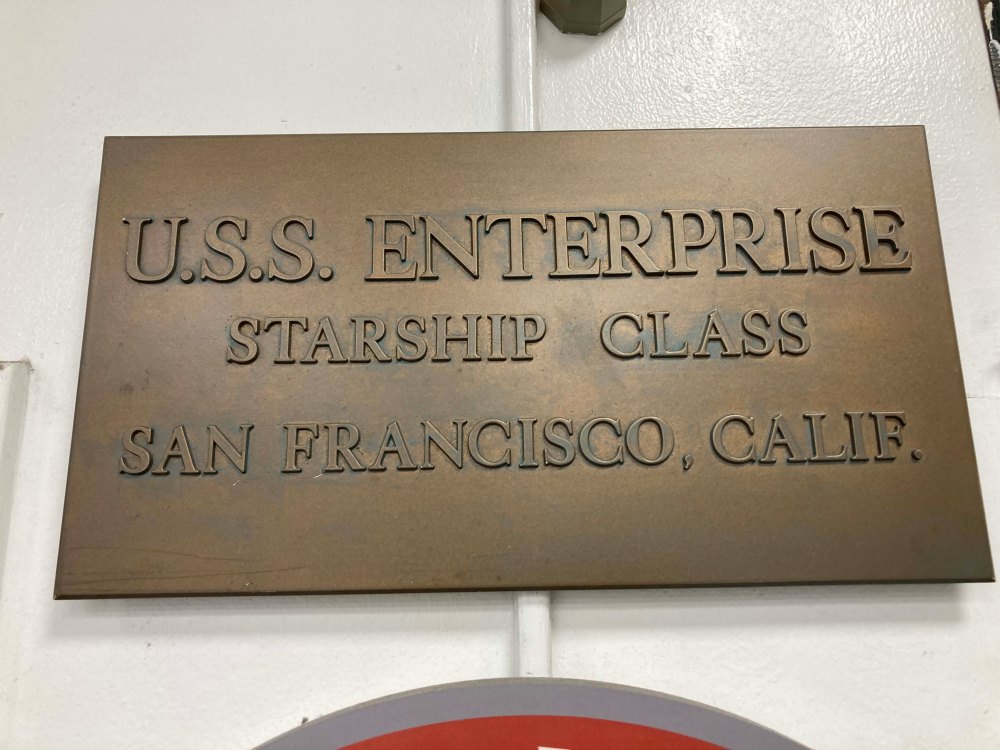 U.S.S. ENTERPRISE
STARSHIP CLASS
SAN FRANCISCO, CALIF.